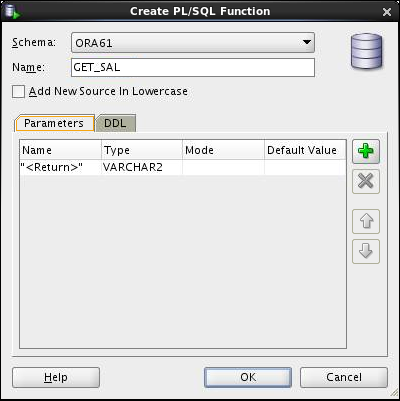 Create PL/SQL Function
Schema: ORA61
Name: GET_SAL
Add New Source In Lowercase
Parameters DDL
Name Type Mode Default Value
"<Return>" VARCHAR2
Help OK Cancel